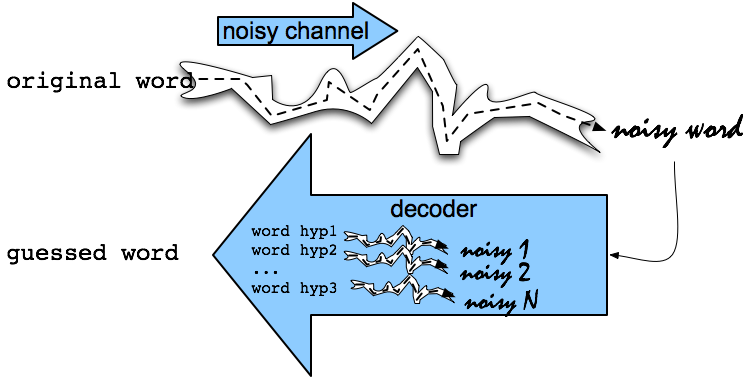 noisy channel
original word
noisy word
decoder
word hyp1
noisy 1
word hyp2
noisy 2
...
word hyp3
noisy N
guessed word